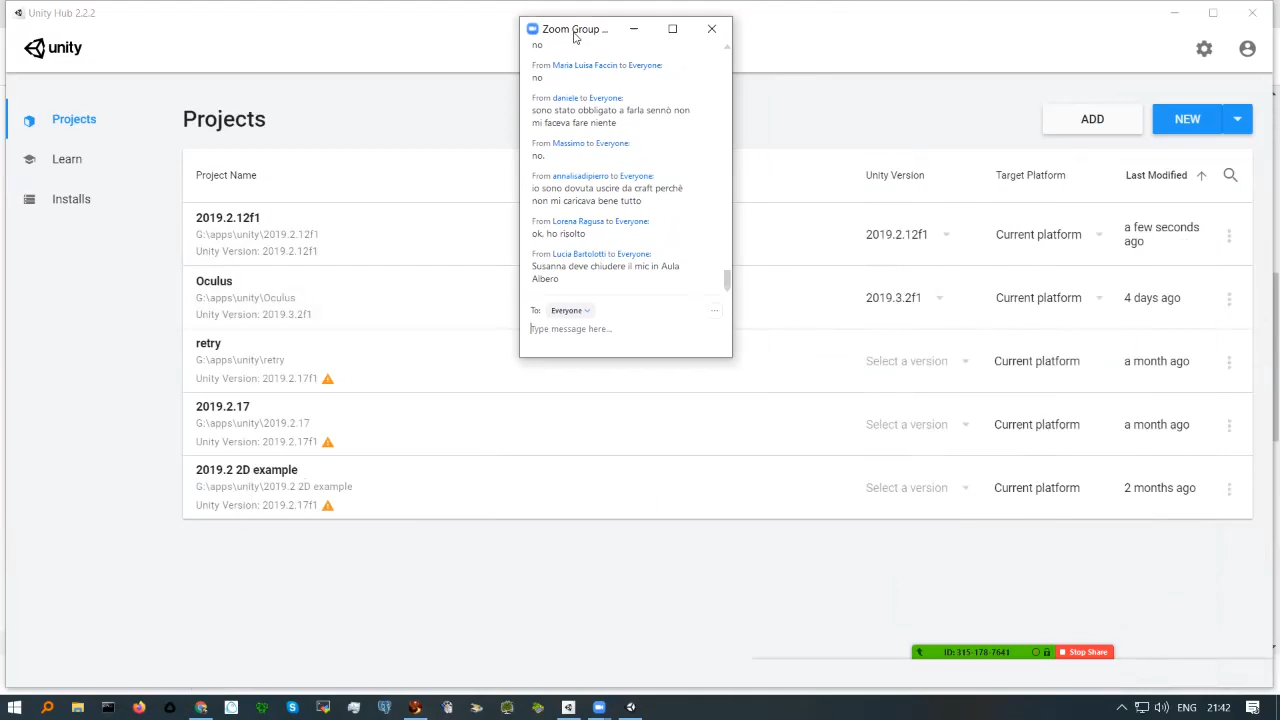 Unity Hub 2.2.2
unity
Projects
Learn
Installs
Projects
ADD
NEW
Project Name
Unity Version
Target Platform
Last Modified
2019.2.12f1
G:\apps\unity\2019.2.12f1
Unity Version: 2019.2.12f1
2019.2.12f1
Current platform
a few seconds
ago
Oculus
G:\apps\unity\Oculus
Unity Version: 2019.3.2f1
2019.3.2f1
Current platform
4 days ago
retry
G:\apps\unity\retry
Unity Version: 2019.2.17f1
Select a version
Current platform
a month ago
2019.2.17
G:\apps\unity\2019.2.17
Unity Version: 2019.2.17f1
Select a version
Current platform
a month ago
2019.2 2D example
G:\apps\unity\2019.2 2D example
Unity Version: 2019.2.17f1
Select a version
Current platform
2 months ago
Zoom Group ...
no
From Maria Luisa Faccin to Everyone:
no
From daniele to Everyone:
sono stato obbligato a farla sennò non
mi faceva fare niente
From Massimo to Everyone:
no.
From annalisadipierro to Everyone:
io sono dovuta uscire da craft perchè
non mi caricava bene tutto
From Lorena Ragusa to Everyone:
ok, ho risolto
From Lucia Bartolotti to Everyone:
Susanna deve chiudere il mic in Aula
Albero
To: Everyone
Type message here...
ID: 315-178-7641
Stop Share
ENG
21:42